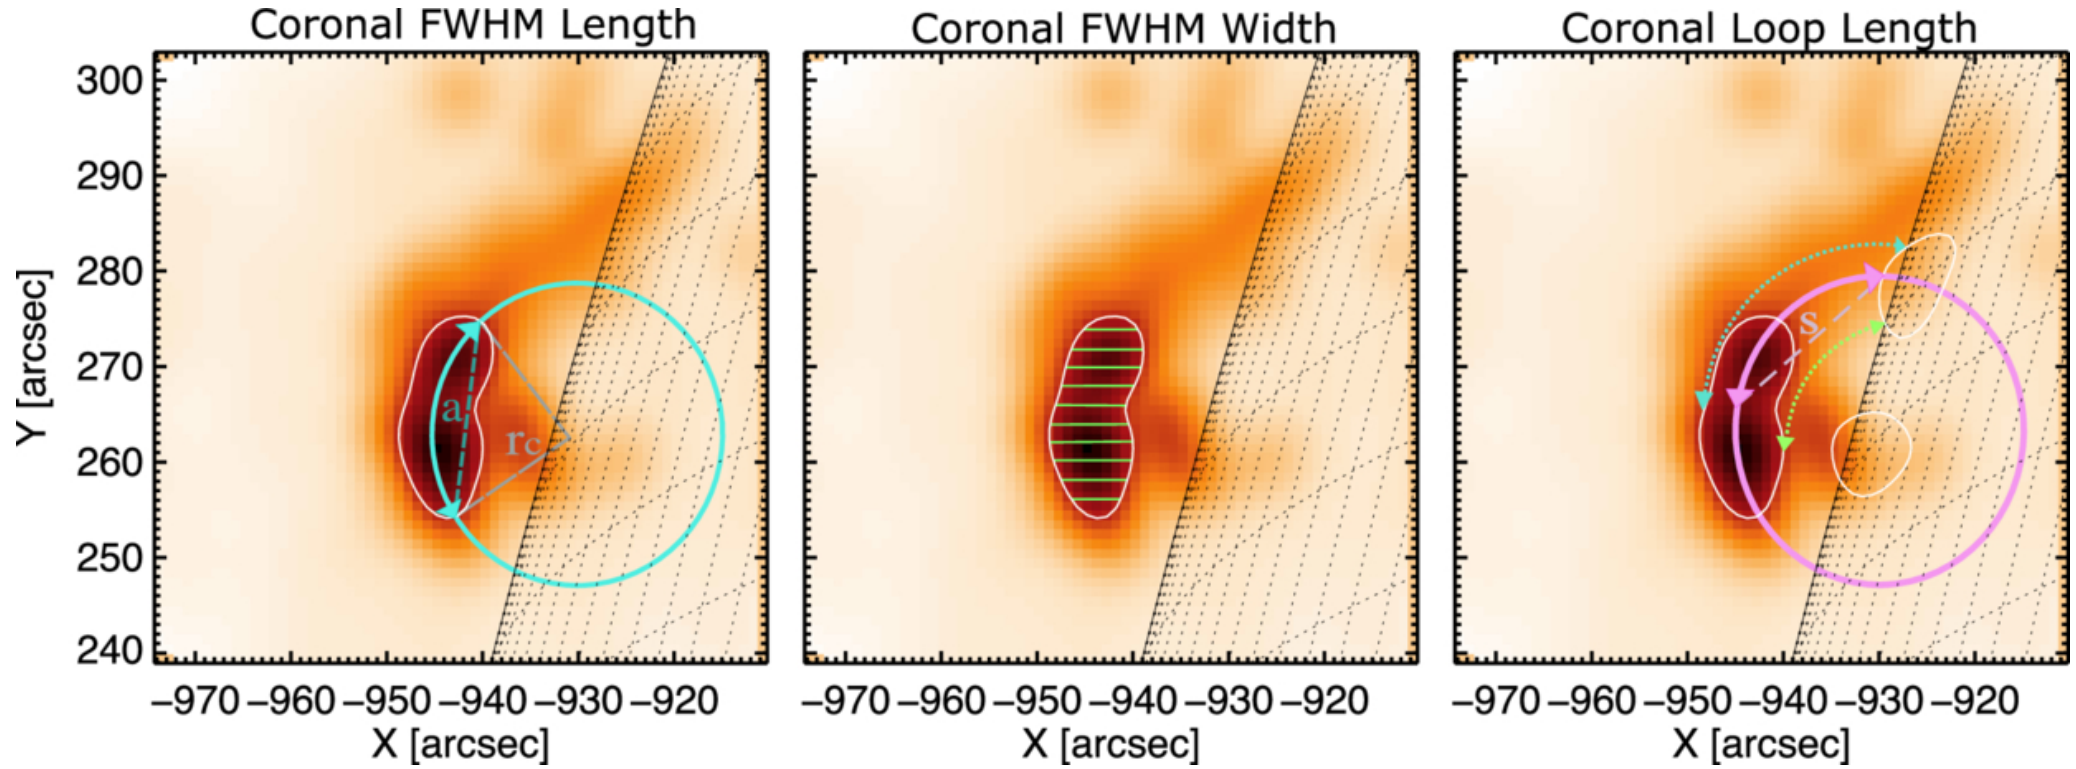 Coronal FWHM Length
Coronal FWHM Width
Coronal Loop Length
300
290
280
270
260
250
240
Y [arcsec]
a
rc
s
−970 −960 −950 −940 −930 −920
−970 −960 −950 −940 −930 −920
−970 −960 −950 −940 −930 −920
X [arcsec]
X [arcsec]
X [arcsec]